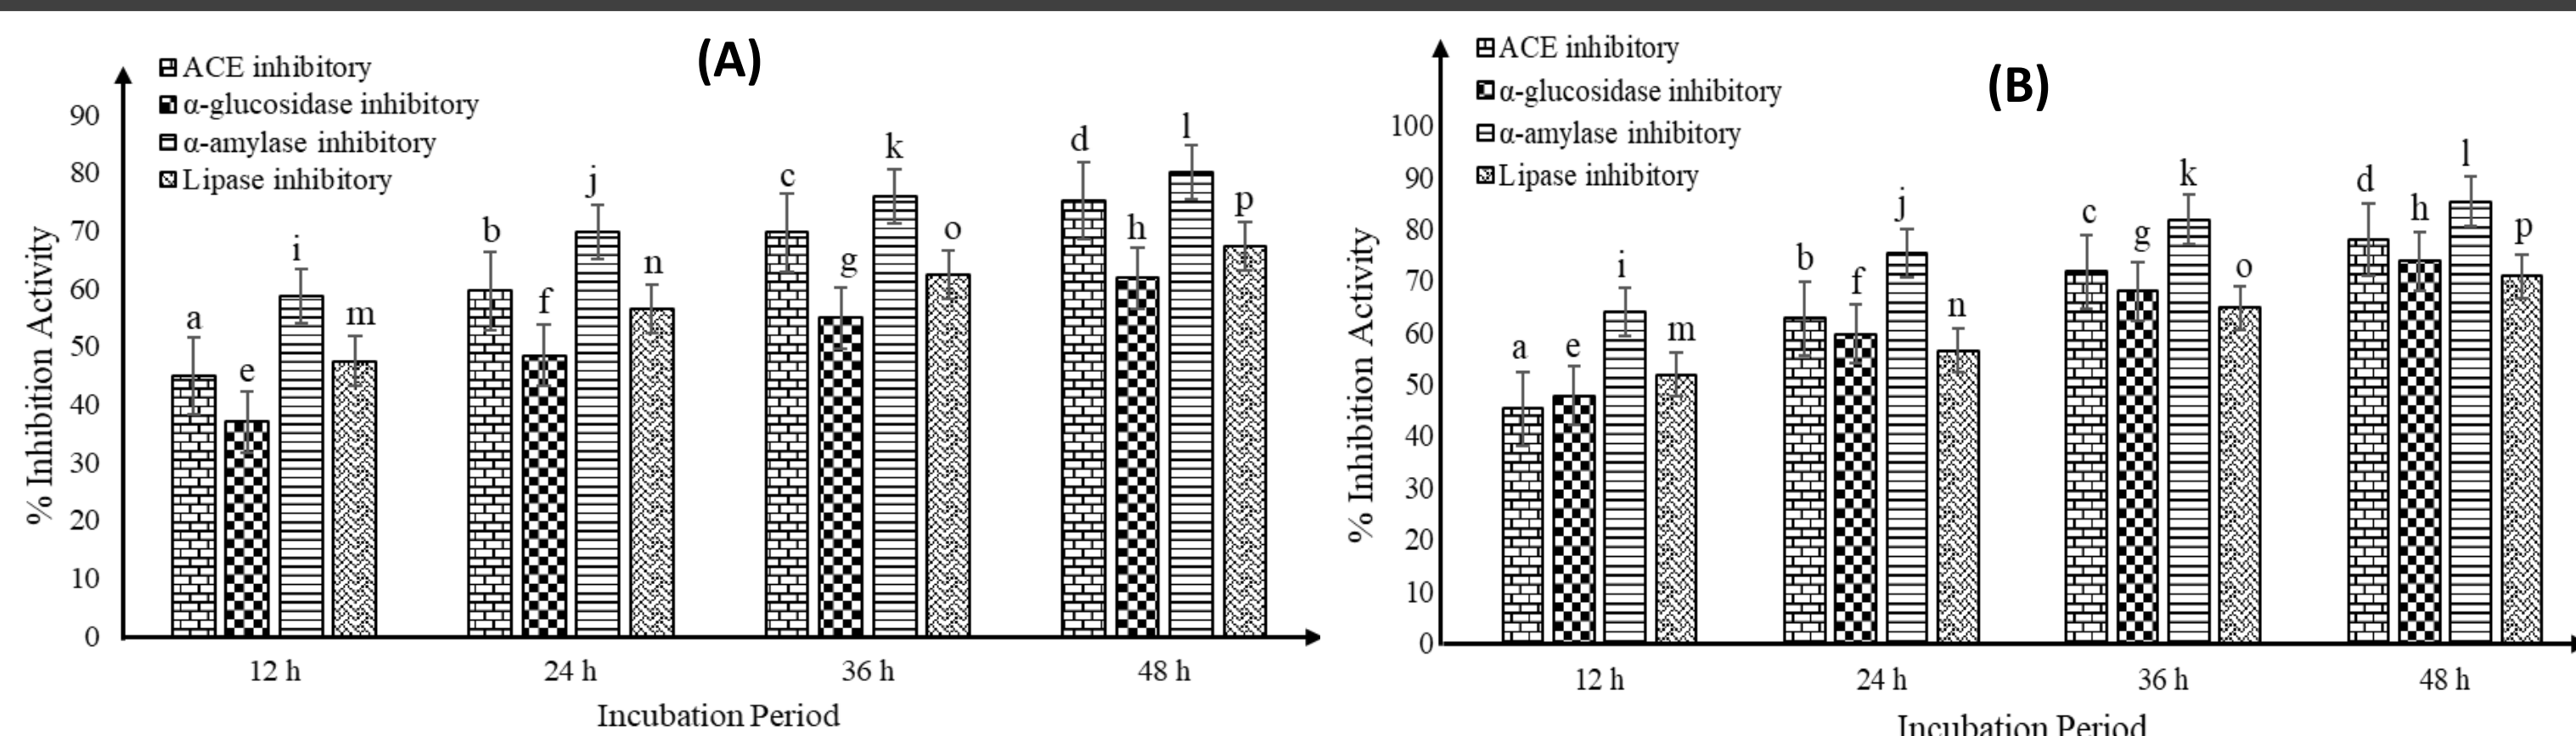 (A)
ACE inhibitory
α-glucosidase inhibitory
α-amylase inhibitory
Lipase inhibitory
% Inhibition Activity
90
80
70
60
50
40
30
20
10
0
a
e
i
m
b
f
j
n
c
g
k
o
d
h
l
p
12 h
24 h
36 h
48 h
Incubation Period
(B)
ACE inhibitory
α-glucosidase inhibitory
α-amylase inhibitory
Lipase inhibitory
% Inhibition Activity
100
90
80
70
60
50
40
30
20
10
0
a
e
i
m
b
f
j
n
c
g
k
o
d
h
l
p
12 h
24 h
36 h
48 h
Incubation Period